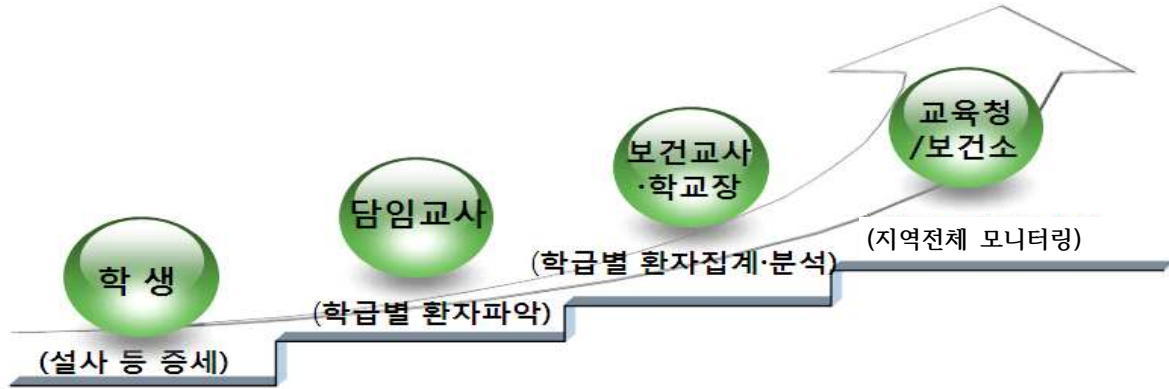 학 생
(설사 등 증세)
담임교사
(학급별 환자파악)
보건교사
·학교장
(학급별 환자집계·분석)
교육청
/보건소
(지역전체 모니터링)